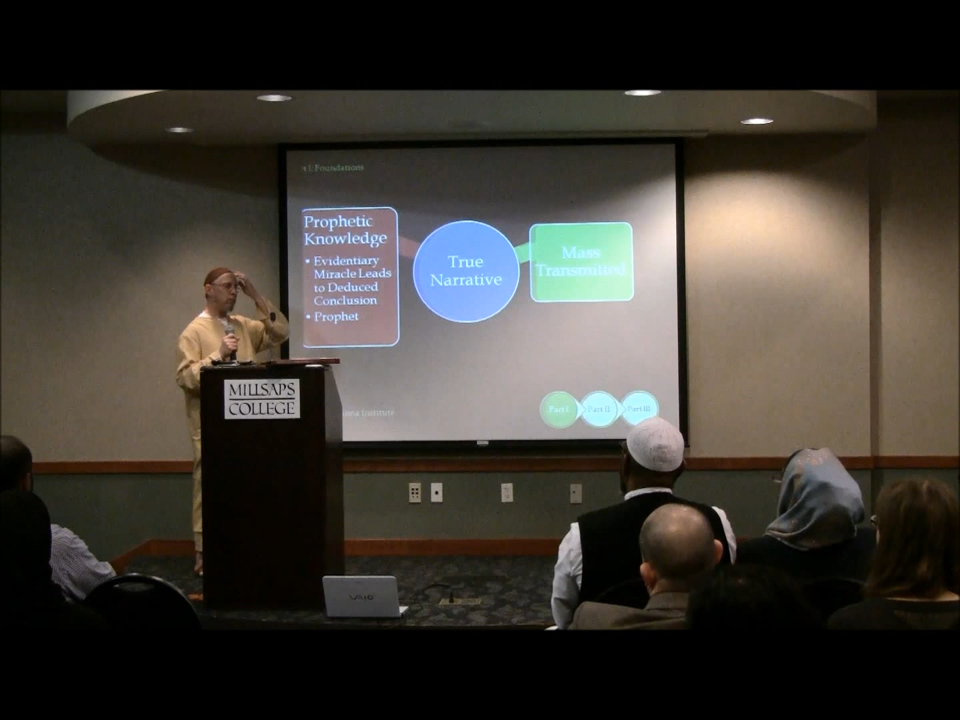 Foundations
Prophetic
Knowledge
• Evidentiary
Miracle Leads
to Deduced
Conclusion
• Prophet
True
Narrative
Mass
Transmitted
Institute
Part I
Part II
Part III
MILLSAPS
COLLEGE
VAIO